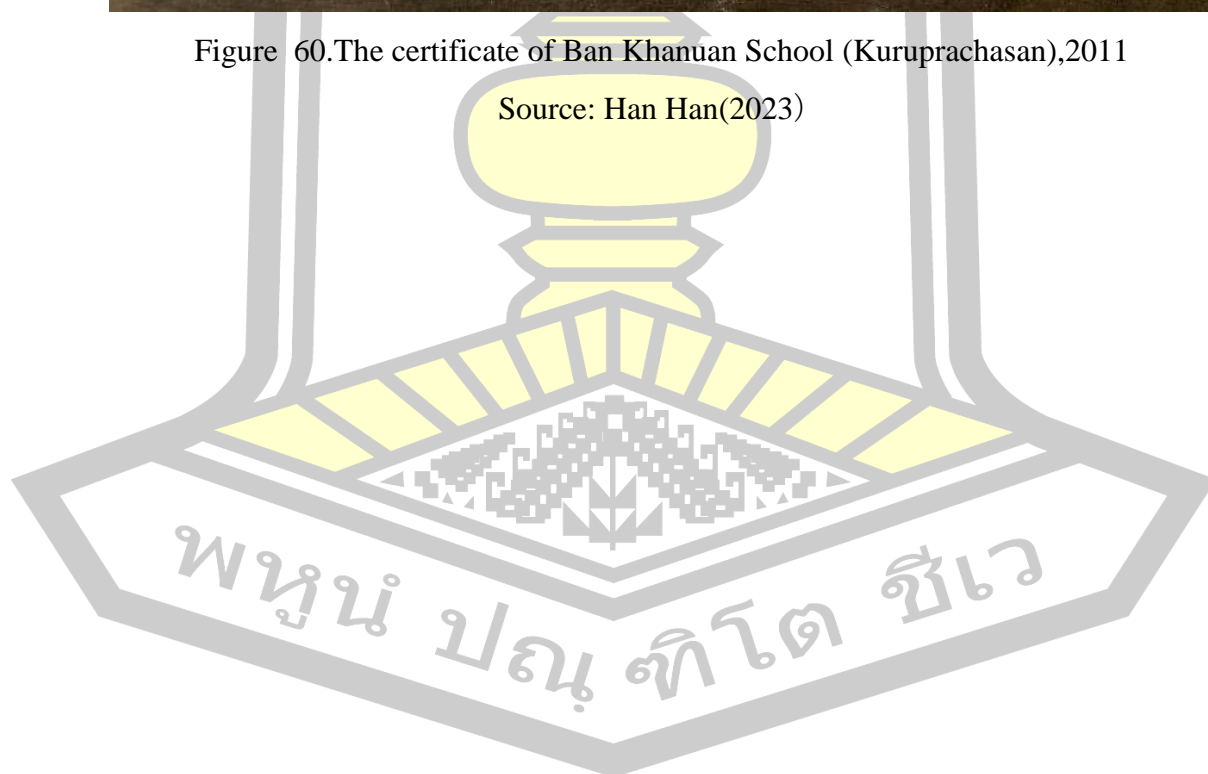 Figure  60.The certificate of Ban Khanuan School (Kuruprachasan),2011
Source: Han Han(2023）
พหูนํ ปณฺ ฑิโต ชีเว